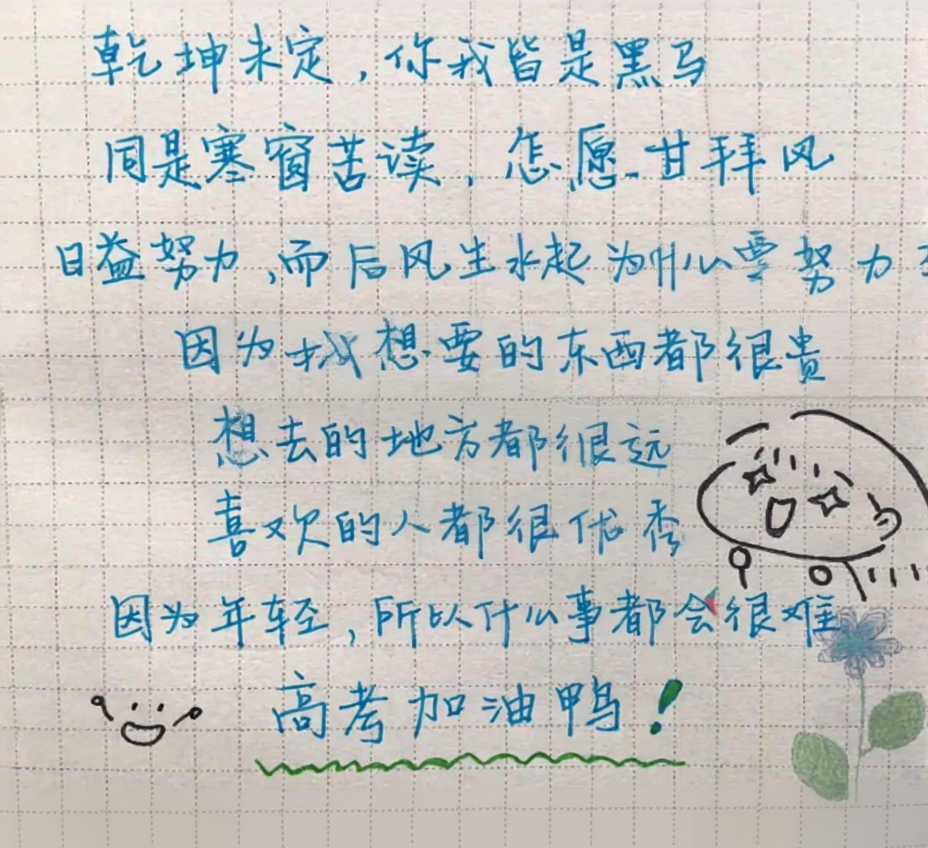 乾坤未定，你我皆是黑马
同是寒窗苦读，怎愿甘拜风
日益努力，而后风生水起为什么要努力
因为我想要的东西都很贵
想去的地方都很远
喜欢的人都很优秀
因为年轻，所以什么事都会很难
高考加油鸭！